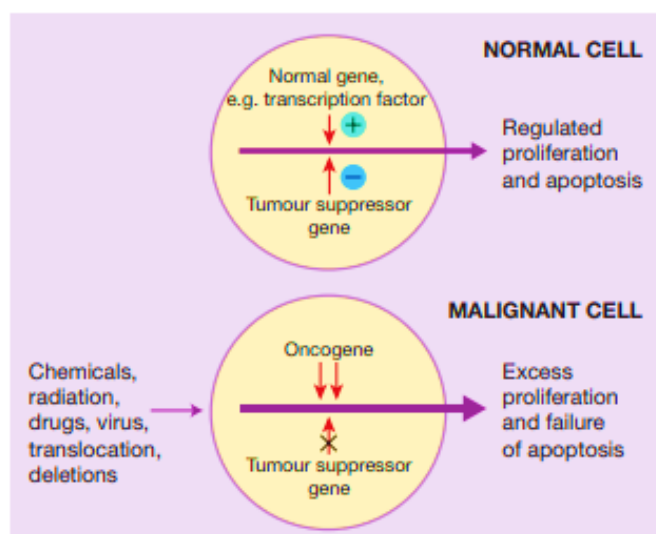 NORMAL CELL
Normal gene,
e.g. transcription factor
+
−
Tumour suppressor
gene
Regulated
proliferation
and apoptosis
MALIGNANT CELL
Chemicals,
radiation,
drugs, virus,
translocation,
deletions
Oncogene
Tumour suppressor
gene
Excess
proliferation
and failure
of apoptosis